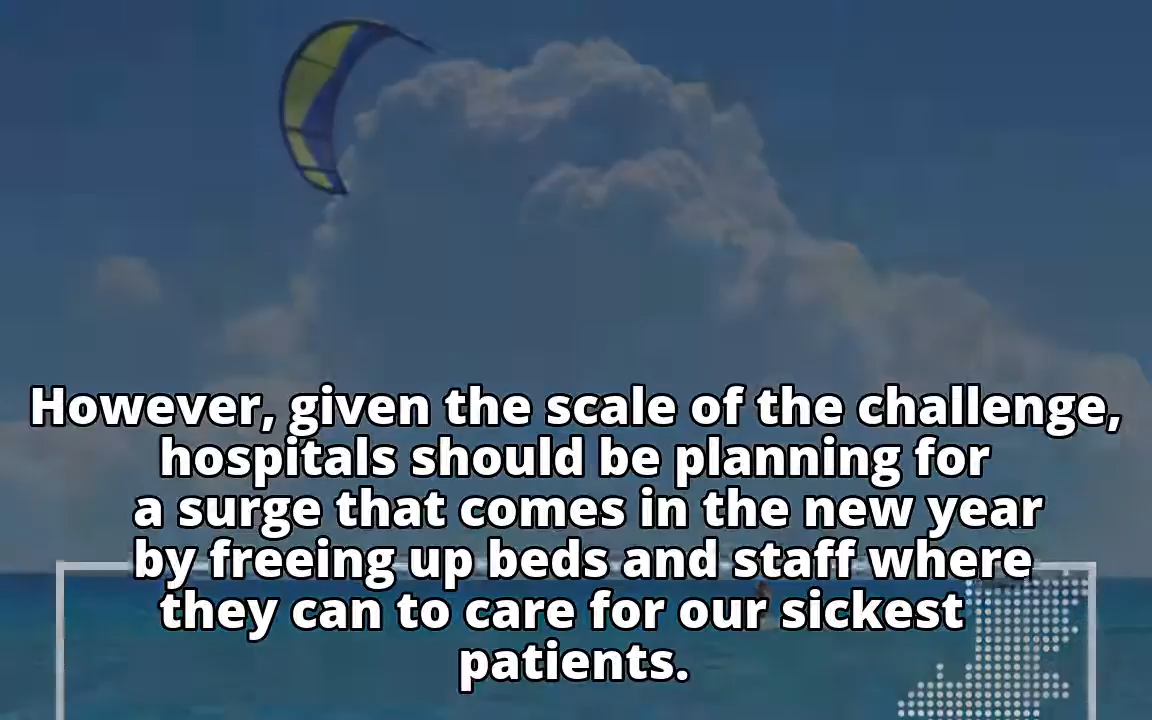 However, given the scale of the challenge,
hospitals should be planning for
a surge that comes in the new year
by freeing up beds and staff where
they can to care for our sickest
patients.